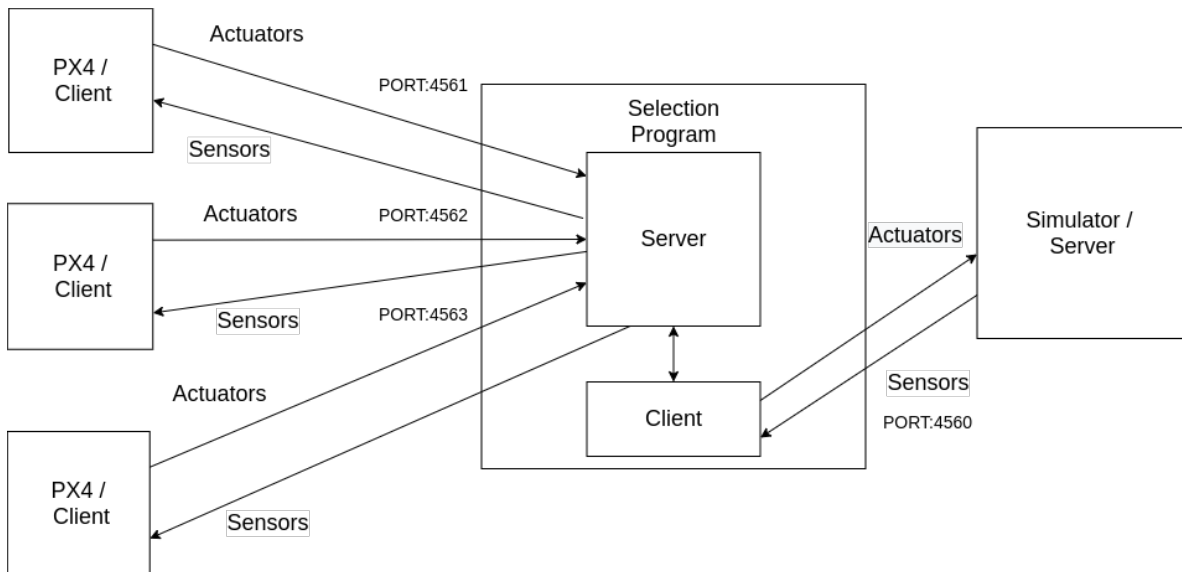 Actuators
PX4 /
Client
PORT:4561
Sensors
Selection
Program
Actuators
PORT:4562
PX4 /
Client
Server
Actuators
Simulator /
Server
Sensors
PORT:4563
Actuators
Client
Sensors
PORT:4560
PX4 /
Client
Sensors